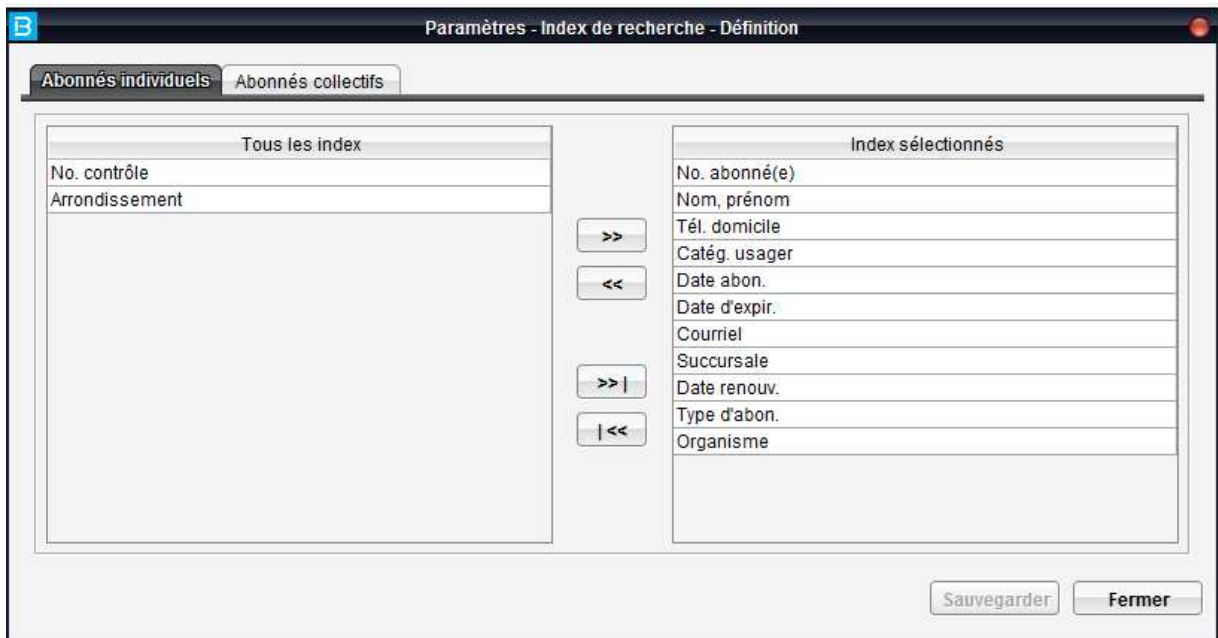 B
Paramètres - Index de recherche - Définition
Abonnés individuels
Abonnés collectifs
Tous les index
No. contrôle
Arrondissement
>>
<<
>>|
|<<
Index sélectionnés
No. abonné(e)
Nom, prénom
Tél. domicile
Catég. usager
Date abon.
Date d'expir.
Courriel
Succursale
Date renouv.
Type d'abon.
Organisme
Sauvegarder
Fermer